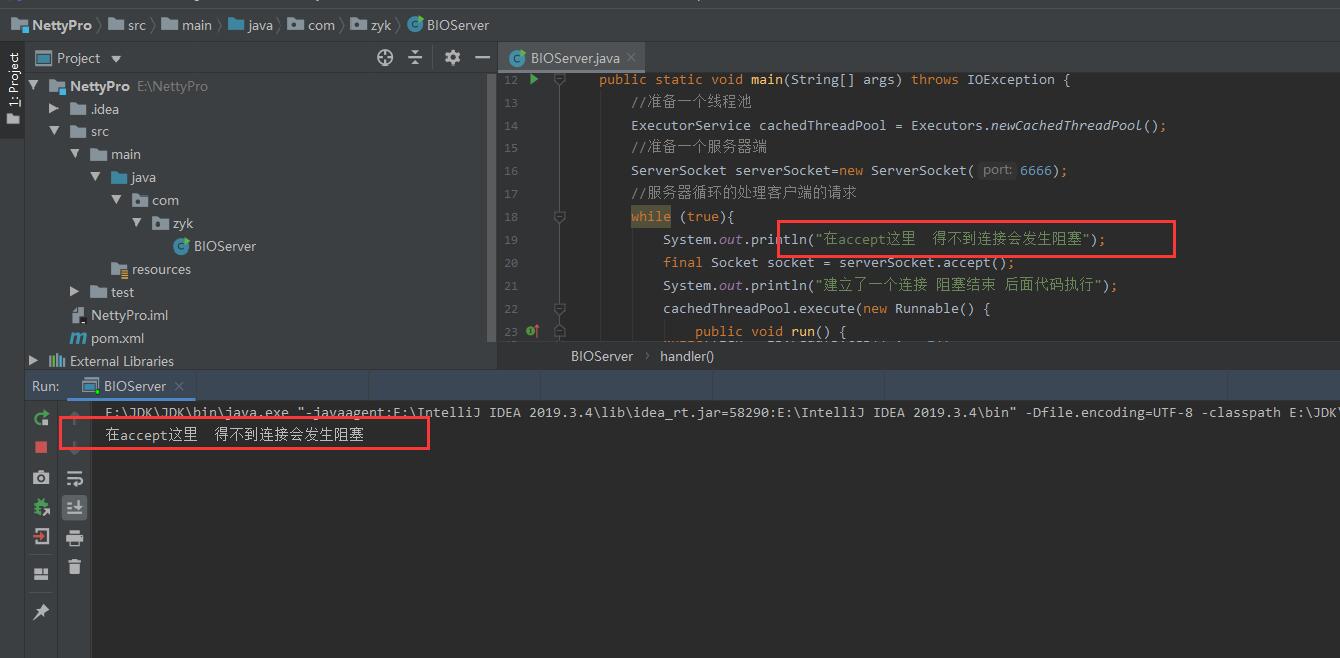 NettyPro src main java com zyk BIOServer
1: Project
Project
BIOServer.java
NettyPro E:\NettyPro
.idea
src
main
java
com
zyk
BIOServer
resources
test
NettyPro.iml
pom.xml
External Libraries
12 public static void main(String[] args) throws IOException {
13 //准备一个线程池
14 ExecutorService cachedThreadPool = Executors.newCachedThreadPool();
15 //准备一个服务器端
16 ServerSocket serverSocket=new ServerSocket( port: 6666);
17 //服务器循环的处理客户端的请求
18 while (true){
19 System.out.println("在accept这里  得不到连接会发生阻塞");
20 final Socket socket = serverSocket.accept();
21 System.out.println("建立了一个连接 阻塞结束 后面代码执行");
22 cachedThreadPool.execute(new Runnable() {
23 public void run() {
BIOServer handler()
Run: BIOServer
E:\JDK\JDK\bin\java.exe "-javaagent:E:\IntelliJ IDEA 2019.3.4\lib\idea_rt.jar=58290:E:\IntelliJ IDEA 2019.3.4\bin" -Dfile.encoding=UTF-8 -classpath E:\JDK\
在accept这里  得不到连接会发生阻塞